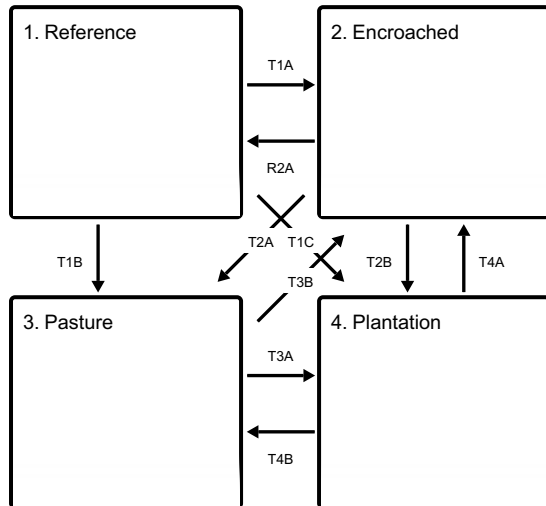 1. Reference
2. Encroached
T1A
R2A
T1B
T2A
T1C
T3B
T2B
T4A
3. Pasture
4. Plantation
T3A
T4B